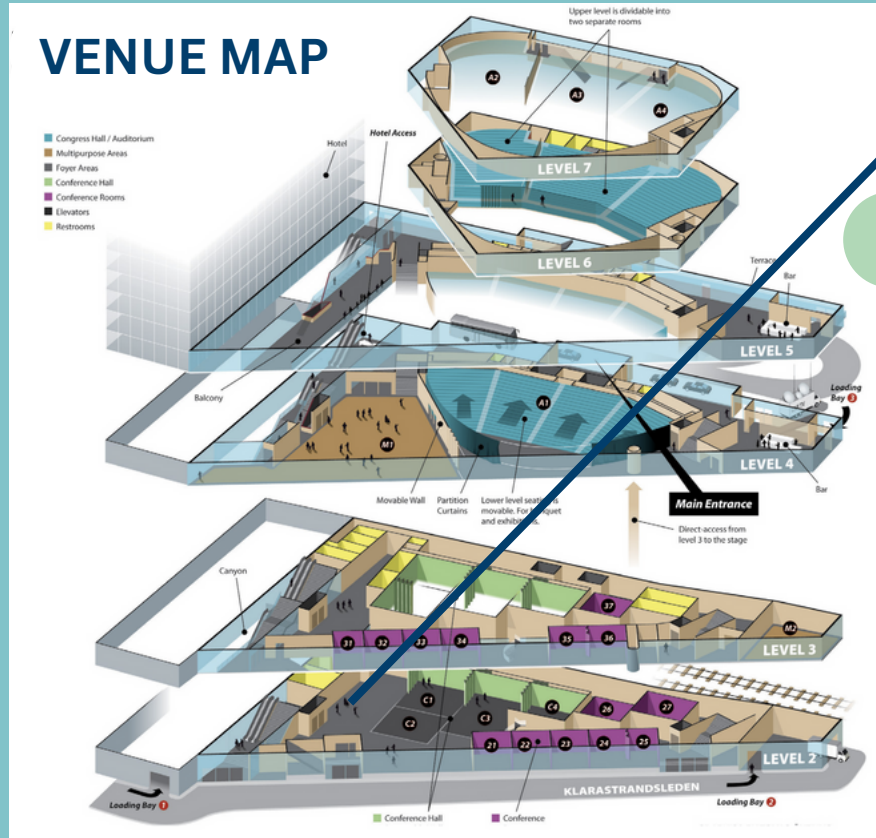 VENUE MAP
Upper level is dividable into
two separate rooms
Congress Hall / Auditorium
Multipurpose Areas
Foyer Areas
Conference Hall
Conference Rooms
Elevators
Restrooms
Hotel
Hotel Access
A2
A3
A4
LEVEL 7
LEVEL 6
Terrace
Bar
LEVEL 5
Balcony
Loading
Bay 3
A1
M1
LEVEL 4
Movable Wall
Partition
Curtains
Lower level seating is
movable. For banquet
and exhibitions.
Main Entrance
Bar
Direct-access from
level 3 to the stage
Canyon
37
31
32
33
34
35
36
M2
LEVEL 3
C1
C2
C3
C4
26
27
21
22
23
24
25
LEVEL 2
KLARASTRANDSLEDEN
Loading Bay 1
Loading Bay 2
Conference Hall
Conference